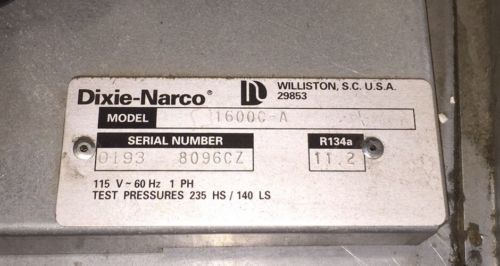 Dixie-Narco®
WILLISTON, S.C. U.S.A.
29853
MODEL 1600C-A
SERIAL NUMBER
0193 8096CZ
R134a
11.2
115 V–60 Hz 1 PH
TEST PRESSURES 235 HS / 140 LS